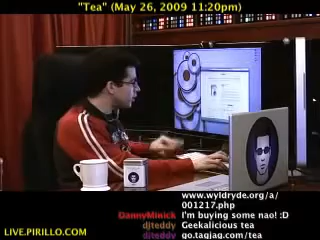 "Tea" (May 26, 2009 11:20pm)
www.wyldryde.org/a/
001217.php
DannyMinick I'm buying some nao! :D
djteddy Geekalicious tea
djteddy go.tagjag.com/tea
LIVE.PIRILLO.COM